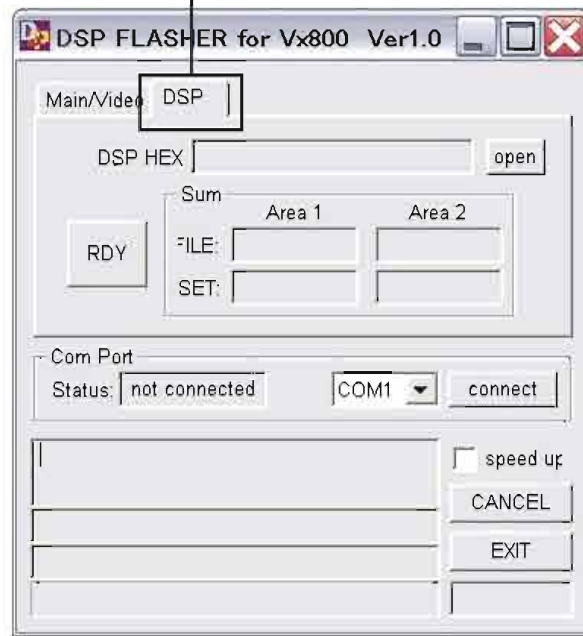 DSP FLASHER for Vx800 Ver1.0
Main/Video DSP
DSP HEX open
Sum
Area 1 Area 2
RDY
FILE:
SET:
Com Port
Status: not connected COM1 connect
speed up
CANCEL
EXIT